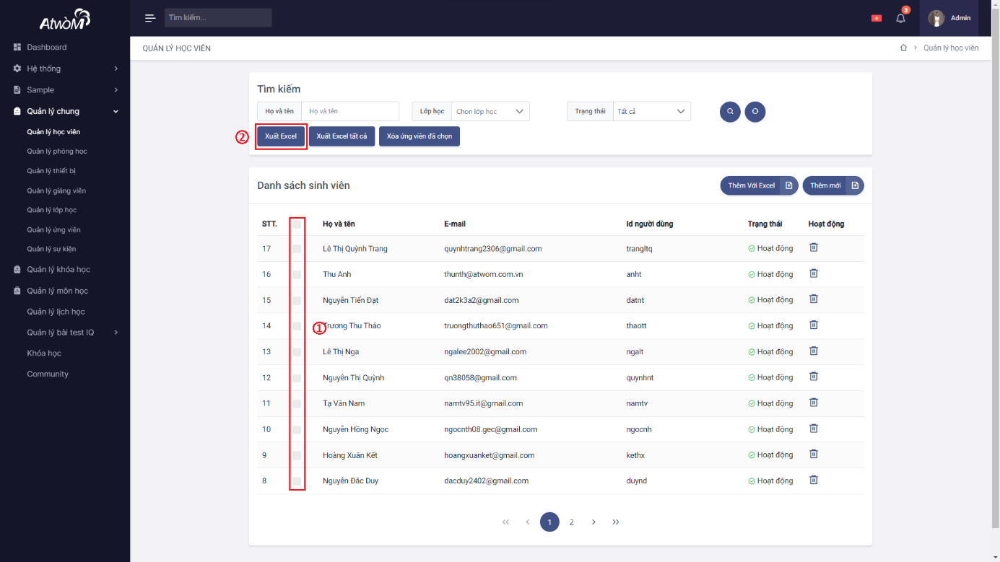 ATWOM
Tìm kiếm...
3
Admin
Dashboard
Hệ thống
Sample
Quản lý chung
Quản lý học viên
Quản lý phòng học
Quản lý thiết bị
Quản lý giảng viên
Quản lý lớp học
Quản lý ứng viên
Quản lý sự kiện
Quản lý khóa học
Quản lý môn học
Quản lý lịch học
Quản lý bài test IQ
Khóa học
Community
QUẢN LÝ HỌC VIÊN
Quản lý học viên
Tìm kiếm
Họ và tên Họ và tên Lớp học Chọn lớp học Trạng thái Tất cả
② Xuất Excel Xuất Excel tất cả Xóa ứng viên đã chọn
Danh sách sinh viên Thêm Với Excel Thêm mới
STT. Họ và tên E-mail Id người dùng Trạng thái Hoạt động
17 Lê Thị Quỳnh Trang quynhtrang2306@gmail.com trangltq Hoạt động
16 Thu Anh thunth@atwom.com.vn anht Hoạt động
15 Nguyễn Tiến Đạt dat2k3a2@gmail.com datnt Hoạt động
14 ① Trương Thu Thảo truongthuthao651@gmail.com thaott Hoạt động
13 Lê Thị Nga ngalee2002@gmail.com ngalt Hoạt động
12 Nguyễn Thị Quỳnh qn38058@gmail.com quynhnt Hoạt động
11 Tạ Văn Nam namtv95.it@gmail.com namtv Hoạt động
10 Nguyễn Hồng Ngọc ngocnth08.gec@gmail.com ngocnh Hoạt động
9 Hoàng Xuân Kết hoangxuanket@gmail.com kethx Hoạt động
8 Nguyễn Đắc Duy dacduy2402@gmail.com duynd Hoạt động
1 2